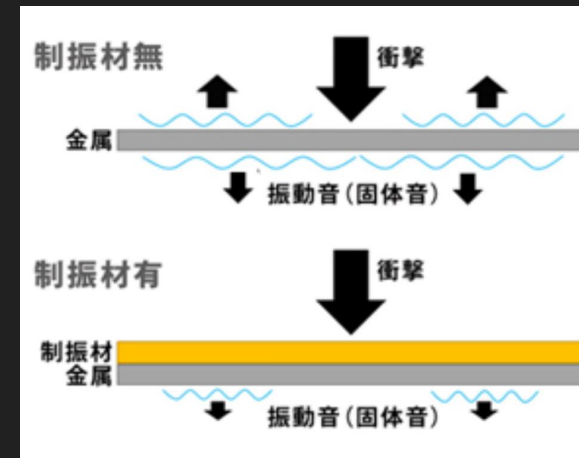 制振材無
衝撃
金属
振動音(固体音)
制振材有
衝撃
制振材
金属
振動音(固体音)